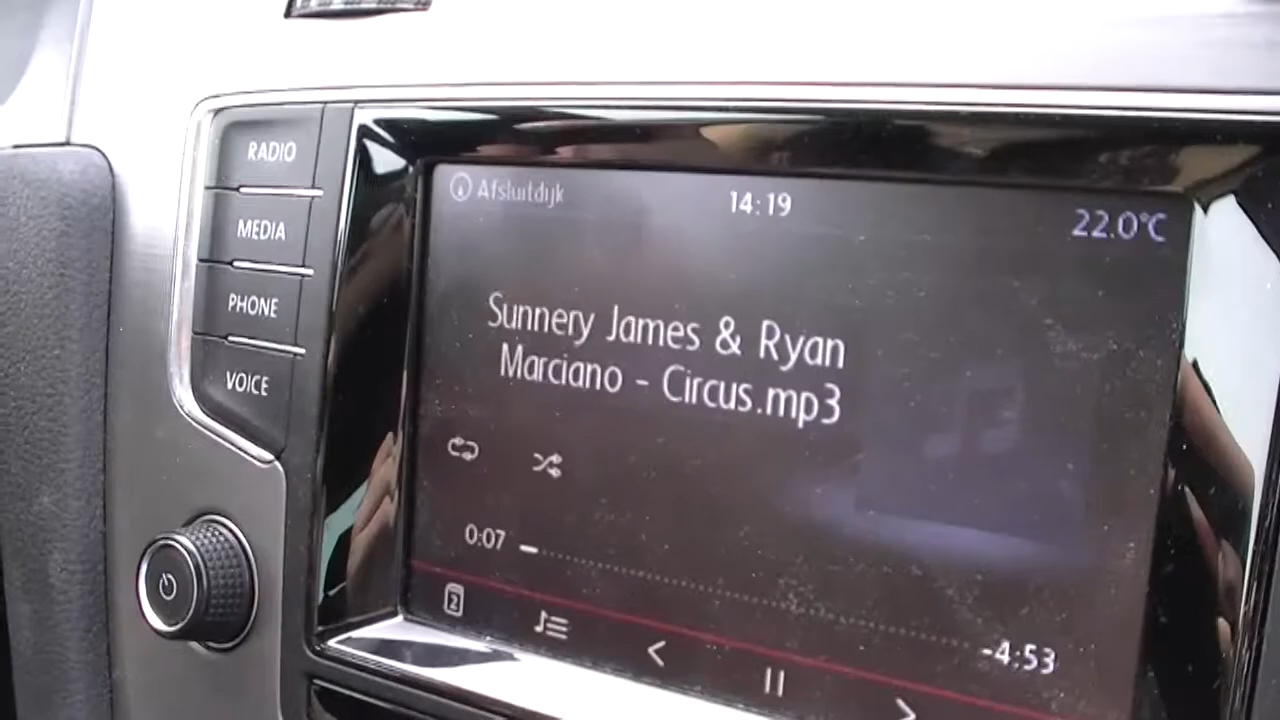 RADIO
MEDIA
PHONE
VOICE
Afsluitdijk
14:19
22.0°C
Sunnery James & Ryan
Marciano - Circus.mp3
0:07
-4:53
2